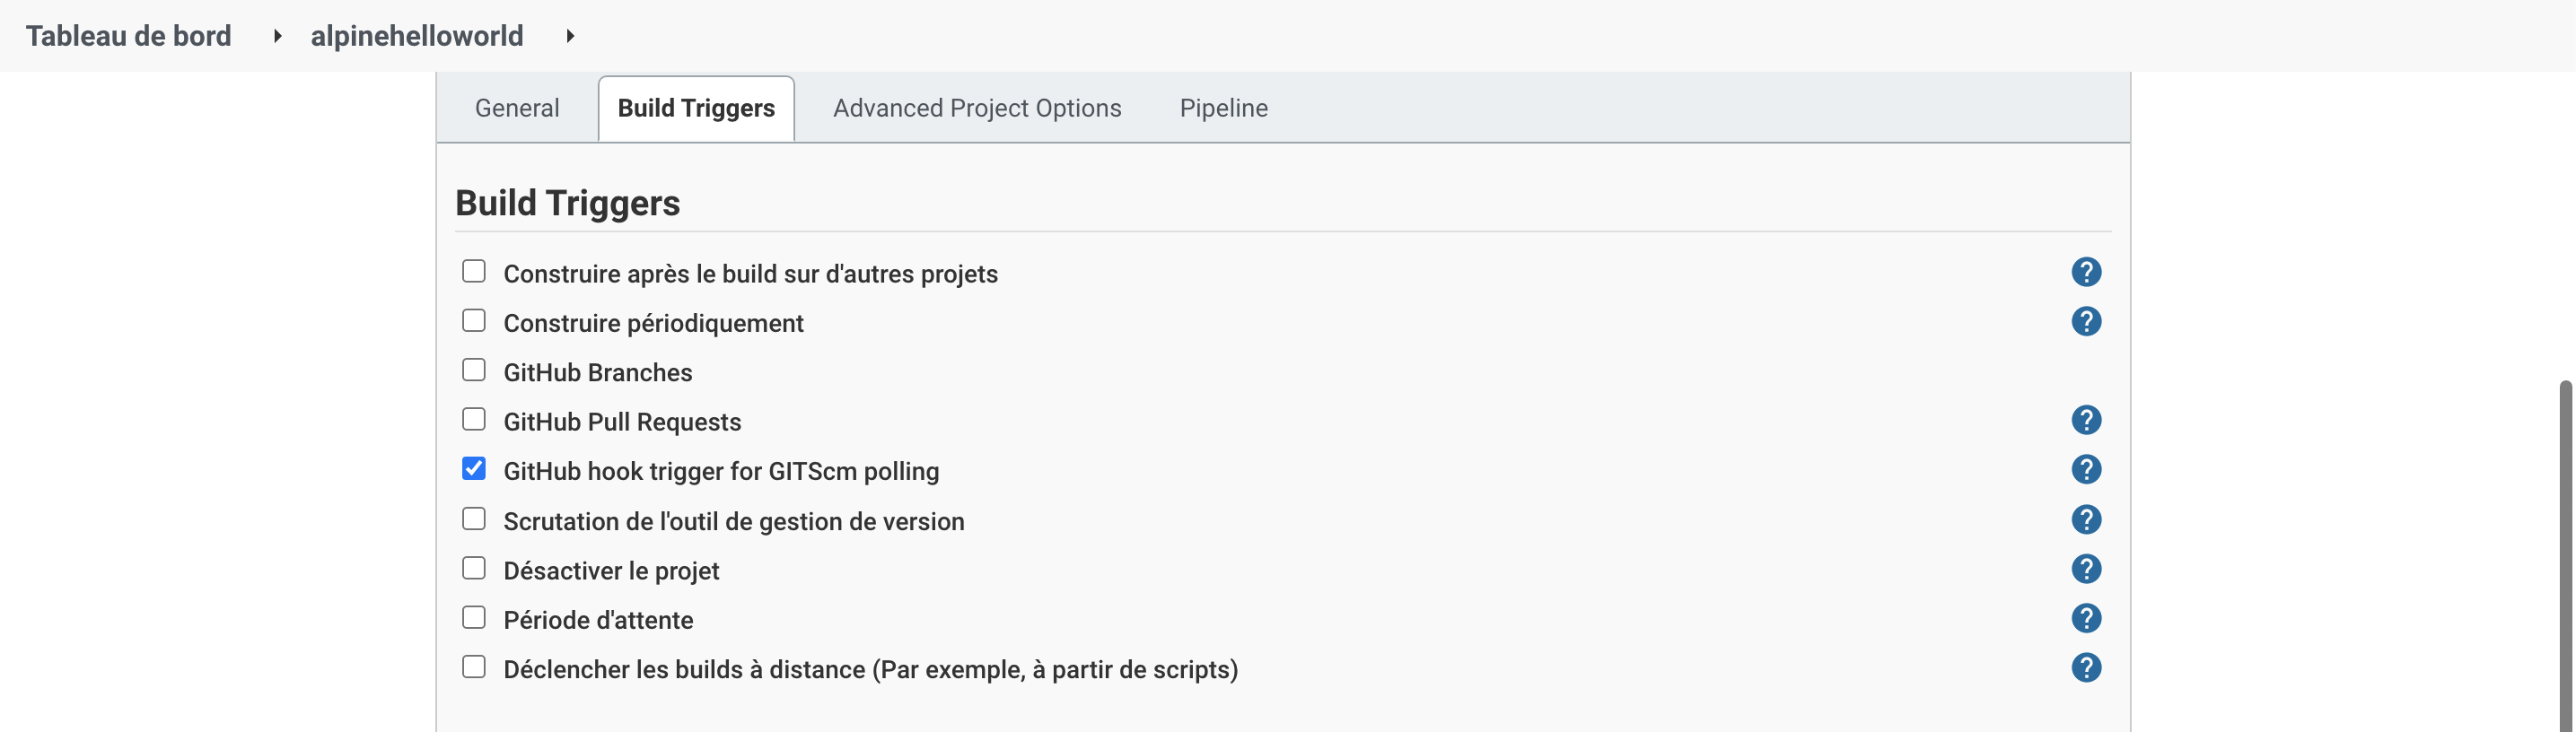 Tableau de bord alpinehelloworld
General Build Triggers Advanced Project Options Pipeline
Build Triggers
Construire après le build sur d'autres projets ?
Construire périodiquement ?
GitHub Branches
GitHub Pull Requests ?
GitHub hook trigger for GITScm polling ?
Scrutation de l'outil de gestion de version ?
Désactiver le projet ?
Période d'attente ?
Déclencher les builds à distance (Par exemple, à partir de scripts) ?